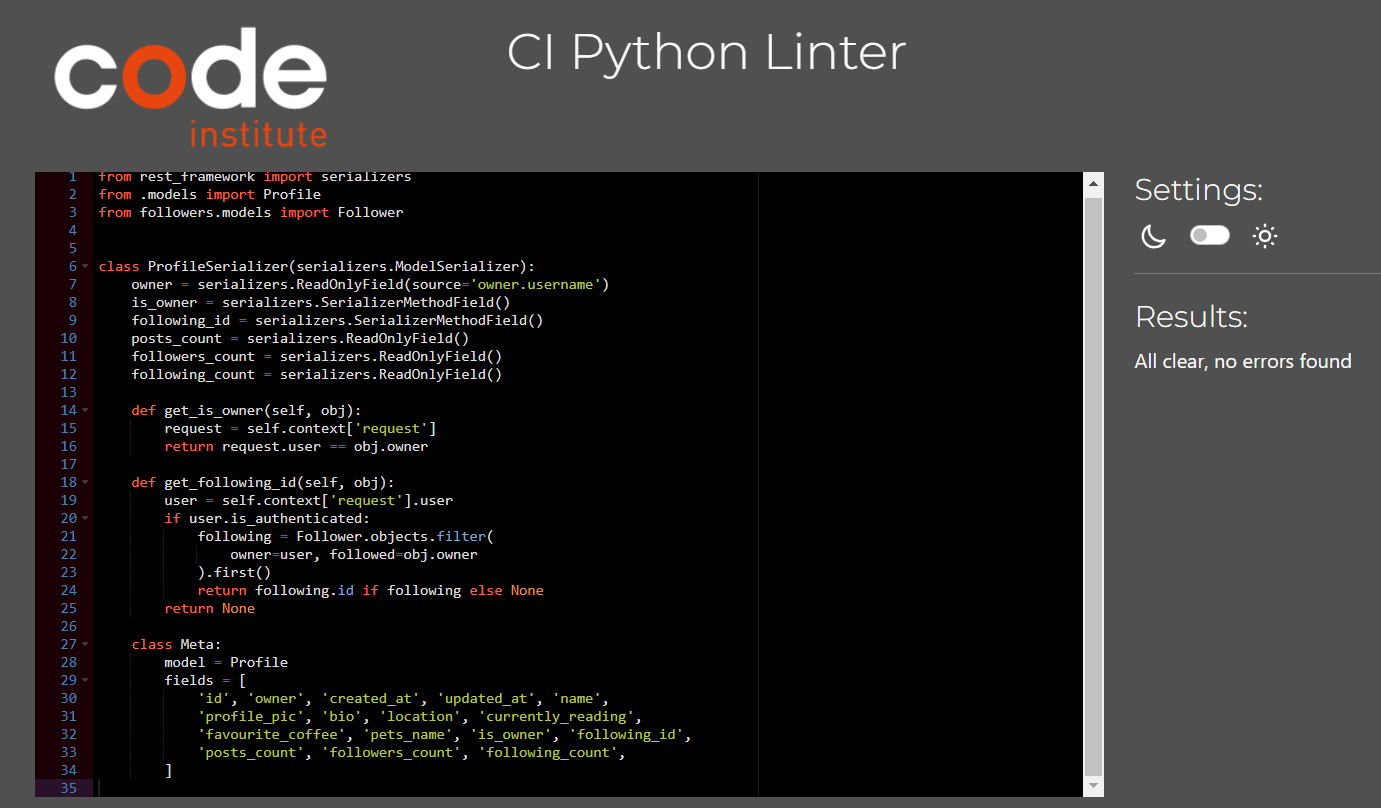 code
institute
CI Python Linter
1 from rest_framework import serializers
2 from .models import Profile
3 from followers.models import Follower
4
5
6 class ProfileSerializer(serializers.ModelSerializer):
7     owner = serializers.ReadOnlyField(source='owner.username')
8     is_owner = serializers.SerializerMethodField()
9     following_id = serializers.SerializerMethodField()
10     posts_count = serializers.ReadOnlyField()
11     followers_count = serializers.ReadOnlyField()
12     following_count = serializers.ReadOnlyField()
13
14     def get_is_owner(self, obj):
15         request = self.context['request']
16         return request.user == obj.owner
17
18     def get_following_id(self, obj):
19         user = self.context['request'].user
20         if user.is_authenticated:
21             following = Follower.objects.filter(
22                 owner=user, followed=obj.owner
23             ).first()
24             return following.id if following else None
25         return None
26
27     class Meta:
28         model = Profile
29         fields = [
30             'id', 'owner', 'created_at', 'updated_at', 'name',
31             'profile_pic', 'bio', 'location', 'currently_reading',
32             'favourite_coffee', 'pets_name', 'is_owner', 'following_id',
33             'posts_count', 'followers_count', 'following_count',
34         ]
35
Settings:
Results:
All clear, no errors found